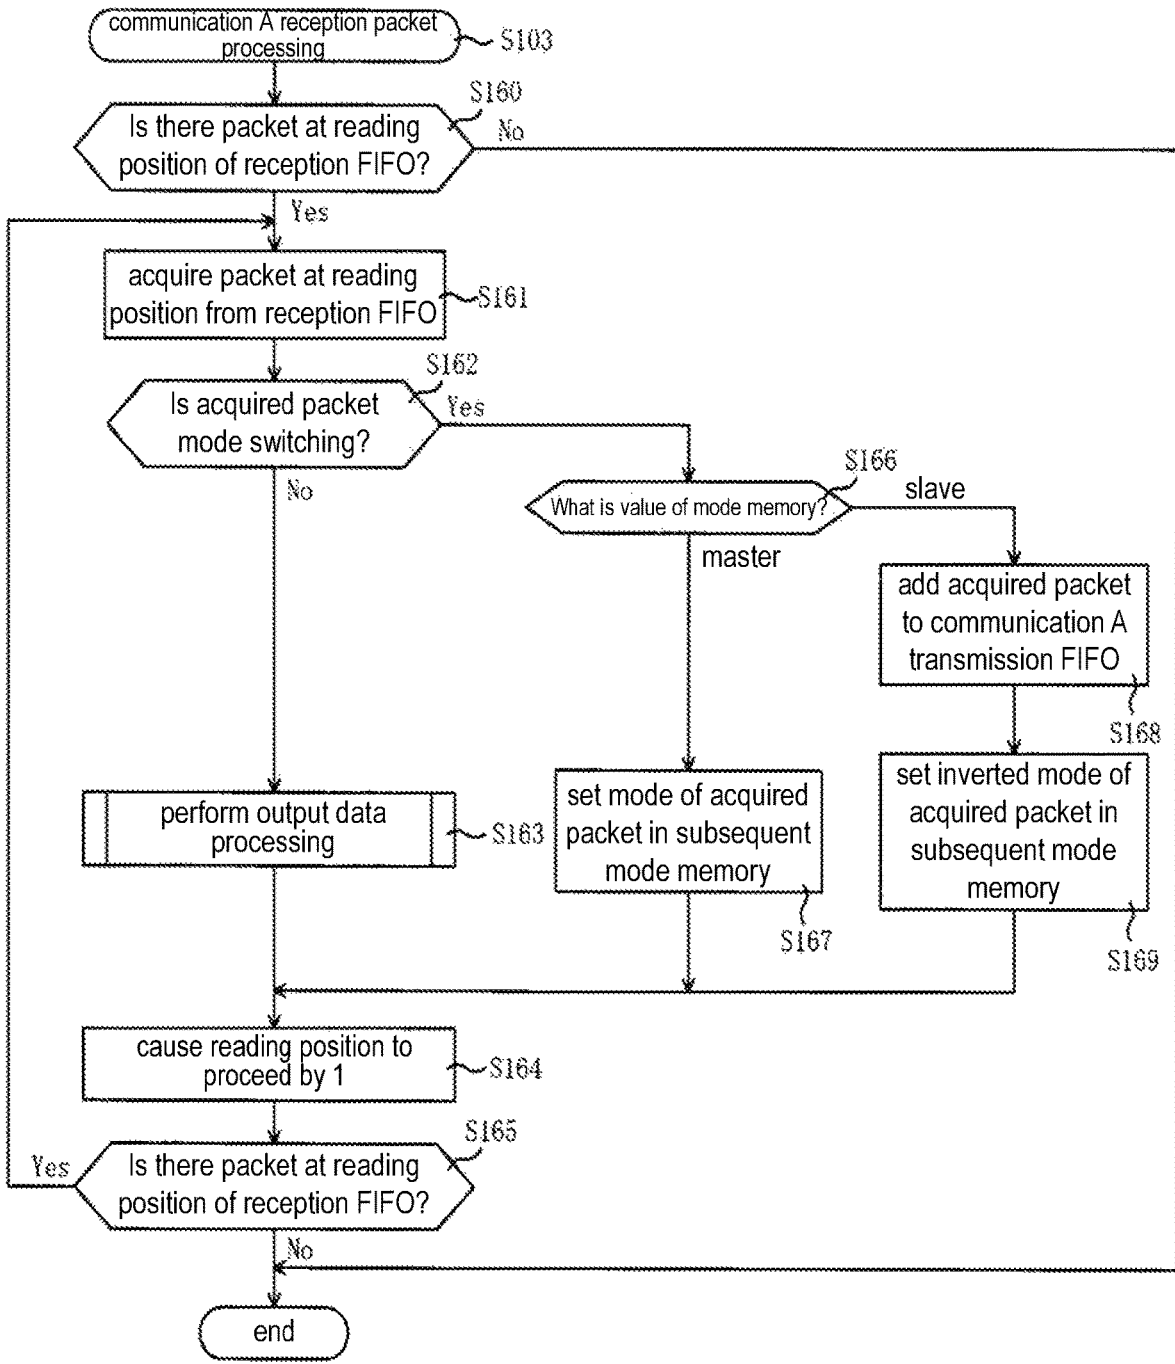 communication A reception packet
processing
S103
S160
Is there packet at reading
position of reception FIFO?
No
Yes
acquire packet at reading
position from reception FIFO
S161
S162
Is acquired packet
mode switching?
Yes
No
S166
What is value of mode memory?
slave
master
add acquired packet
to communication A
transmission FIFO
S168
perform output data
processing
S163
set mode of acquired
packet in subsequent
mode memory
S167
set inverted mode of
acquired packet in
subsequent mode
memory
S169
cause reading position to
proceed by 1
S164
S165
Is there packet at reading
position of reception FIFO?
Yes
No
end